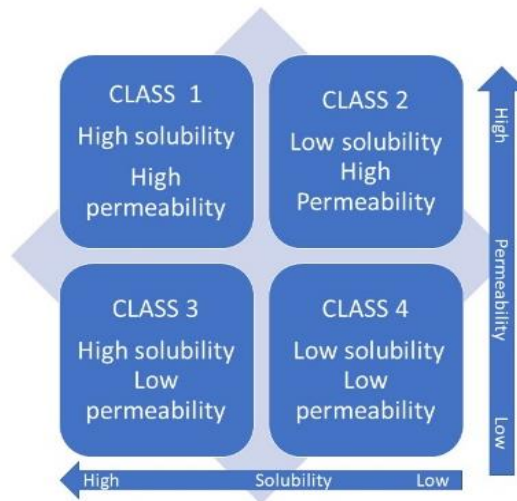 CLASS 1
High solubility
High
permeability
CLASS 2
Low solubility
High
Permeability
CLASS 3
High solubility
Low
permeability
CLASS 4
Low solubility
Low
permeability
High
Permeability
Low
High Solubility Low